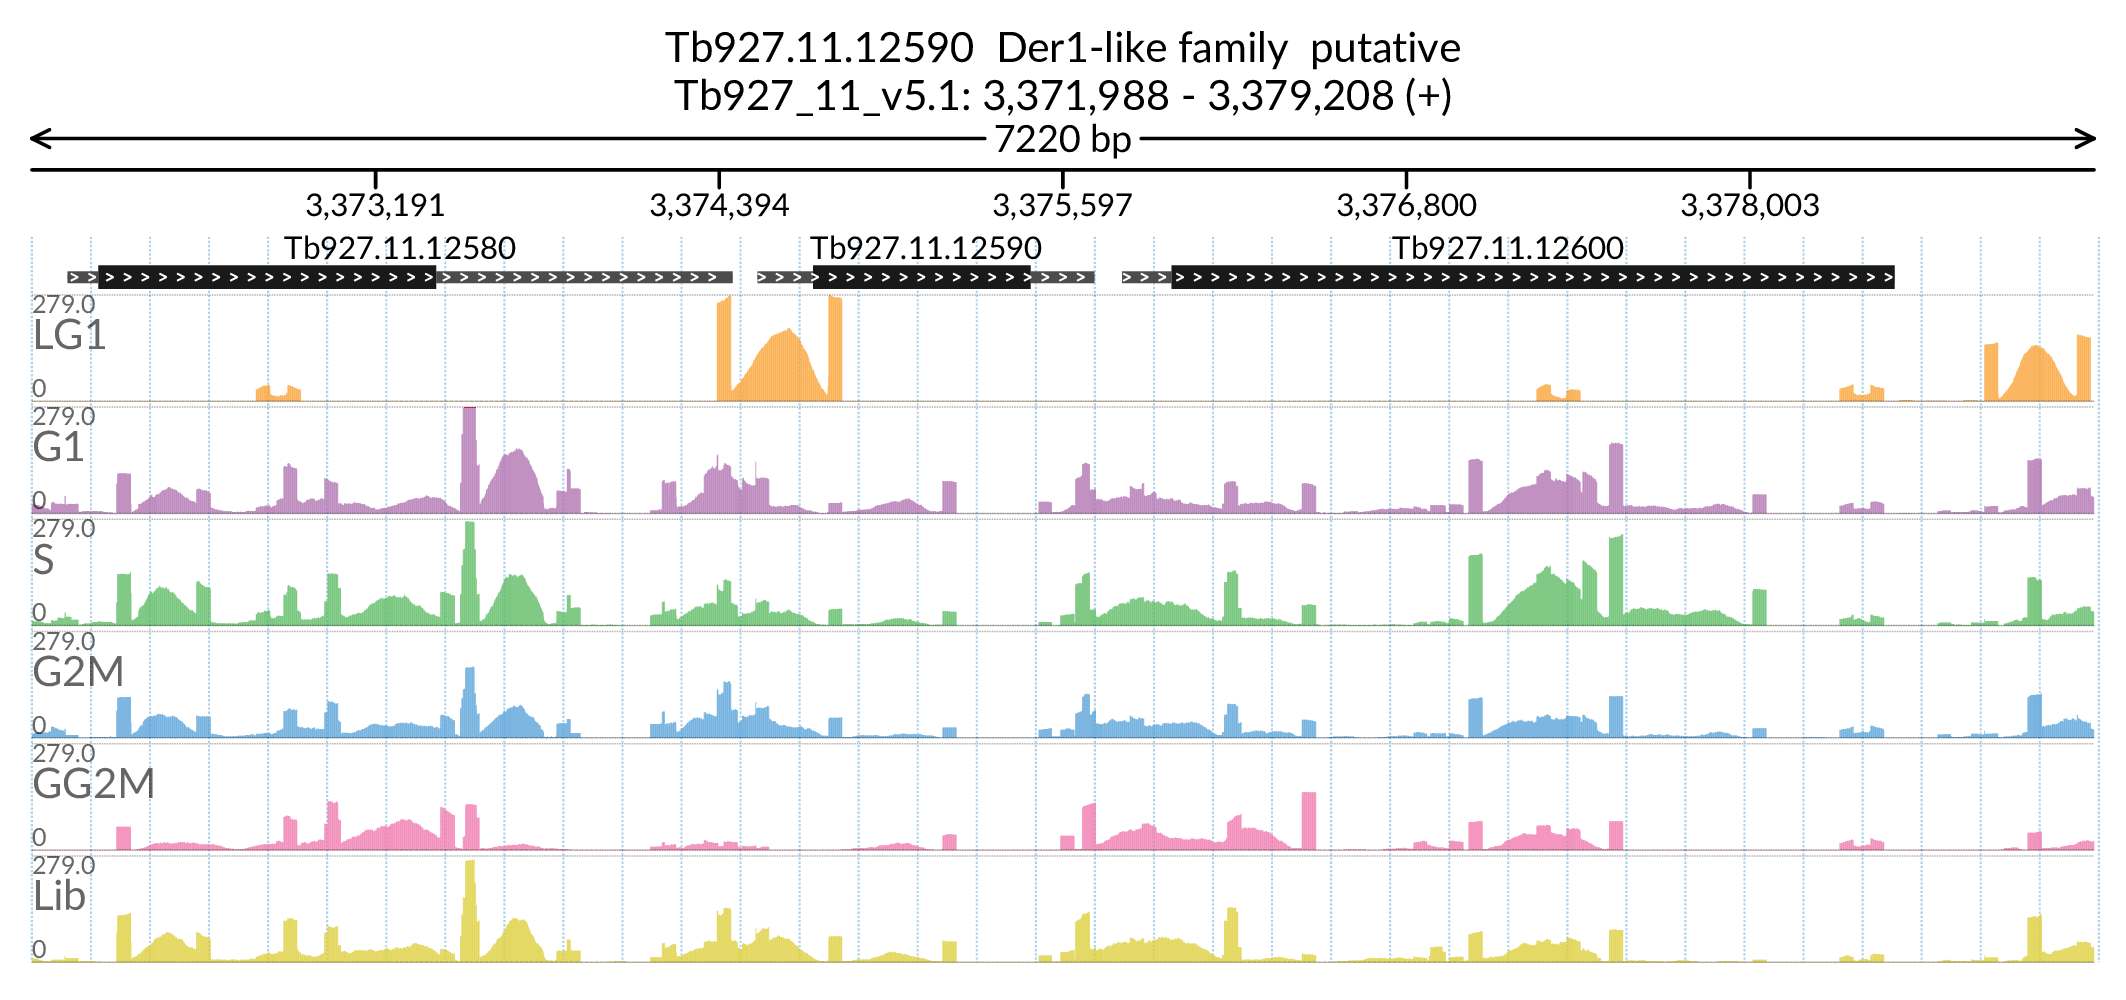 Tb927.11.12590  Der1-like family  putative
Tb927_11_v5.1: 3,371,988 - 3,379,208 (+)
7220 bp
3,373,191 3,374,394 3,375,597 3,376,800 3,378,003
Tb927.11.12580 Tb927.11.12590 Tb927.11.12600
279.0
LG1
0
279.0
G1
0
279.0
S
0
279.0
G2M
0
279.0
GG2M
0
279.0
Lib
0